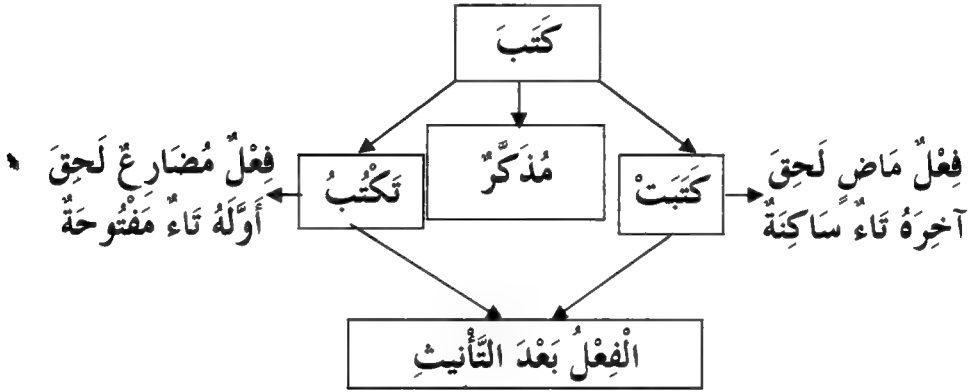 كَتَبَ
فِعْلٌ مَاضٍ لَحِقَ
آخِرَهُ تَاءٌ سَاكِنَةٌ
كَتَبَتْ
مُذَكَّرٌ
تَكْتُبُ
فِعْلٌ مُضَارِعٌ لَحِقَ
أَوَّلَهُ تَاءٌ مَفْتُوحَةٌ
الْفِعْلُ بَعْدَ التَّأْنِيثِ